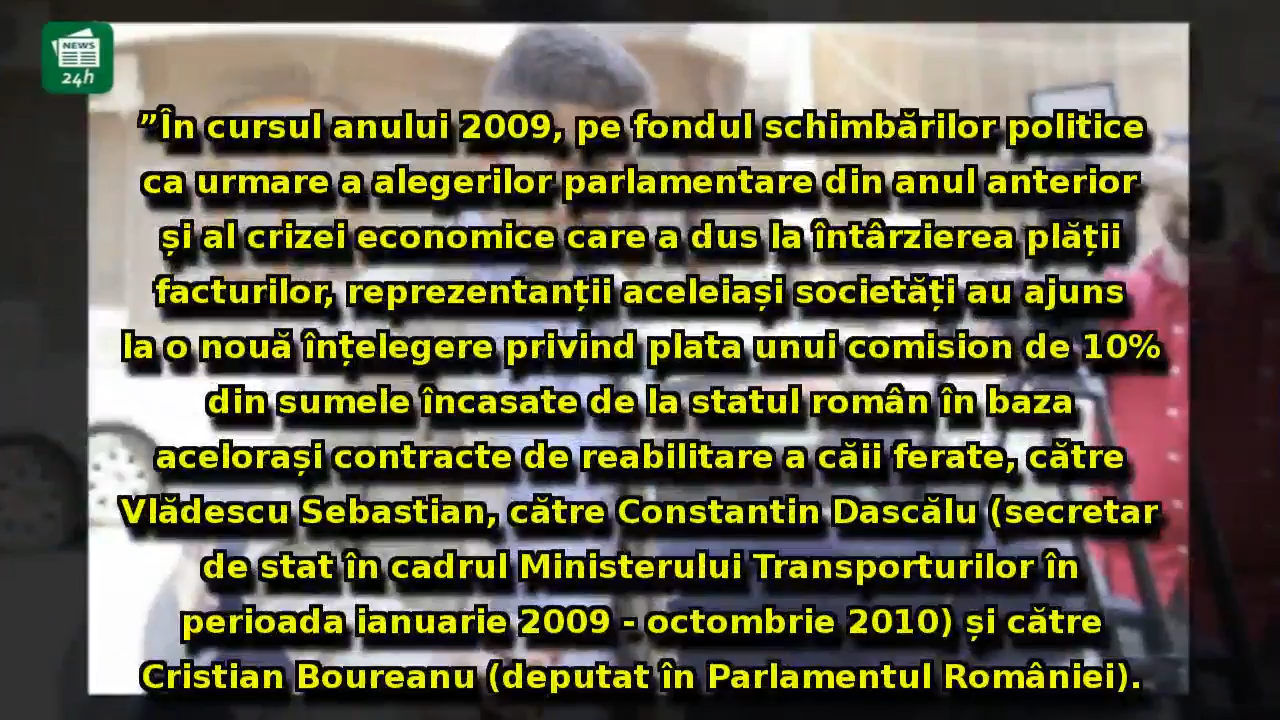 NEWS
24h
”În cursul anului 2009, pe fondul schimbărilor politice
ca urmare a alegerilor parlamentare din anul anterior
și al crizei economice care a dus la întârzierea plății
facturilor, reprezentanții aceleiași societăți au ajuns
la o nouă înțelegere privind plata unui comision de 10%
din sumele încasate de la statul român în baza
acelorași contracte de reabilitare a căii ferate, către
Vlădescu Sebastian, către Constantin Dascălu (secretar
de stat în cadrul Ministerului Transporturilor în
perioada ianuarie 2009 - octombrie 2010) și către
Cristian Boureanu (deputat în Parlamentul României).